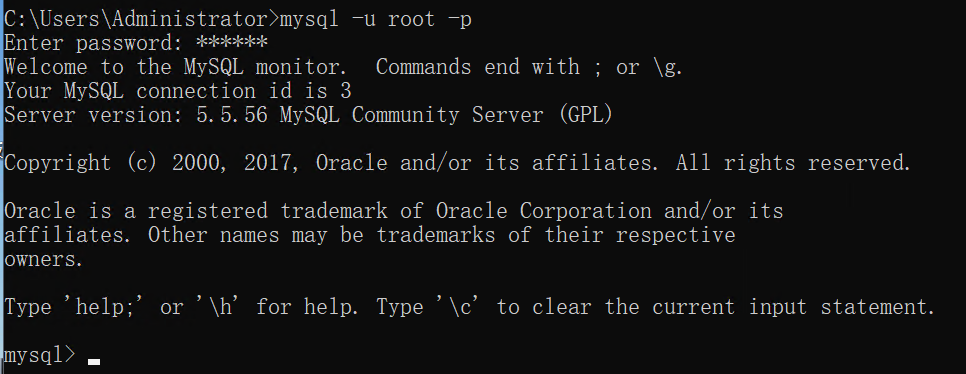 C:\Users\Administrator>mysql -u root -p
Enter password: ******
Welcome to the MySQL monitor.  Commands end with ; or \g.
Your MySQL connection id is 3
Server version: 5.5.56 MySQL Community Server (GPL)
Copyright (c) 2000, 2017, Oracle and/or its affiliates. All rights reserved.
Oracle is a registered trademark of Oracle Corporation and/or its
affiliates. Other names may be trademarks of their respective
owners.
Type 'help;' or '\h' for help. Type '\c' to clear the current input statement.
mysql>